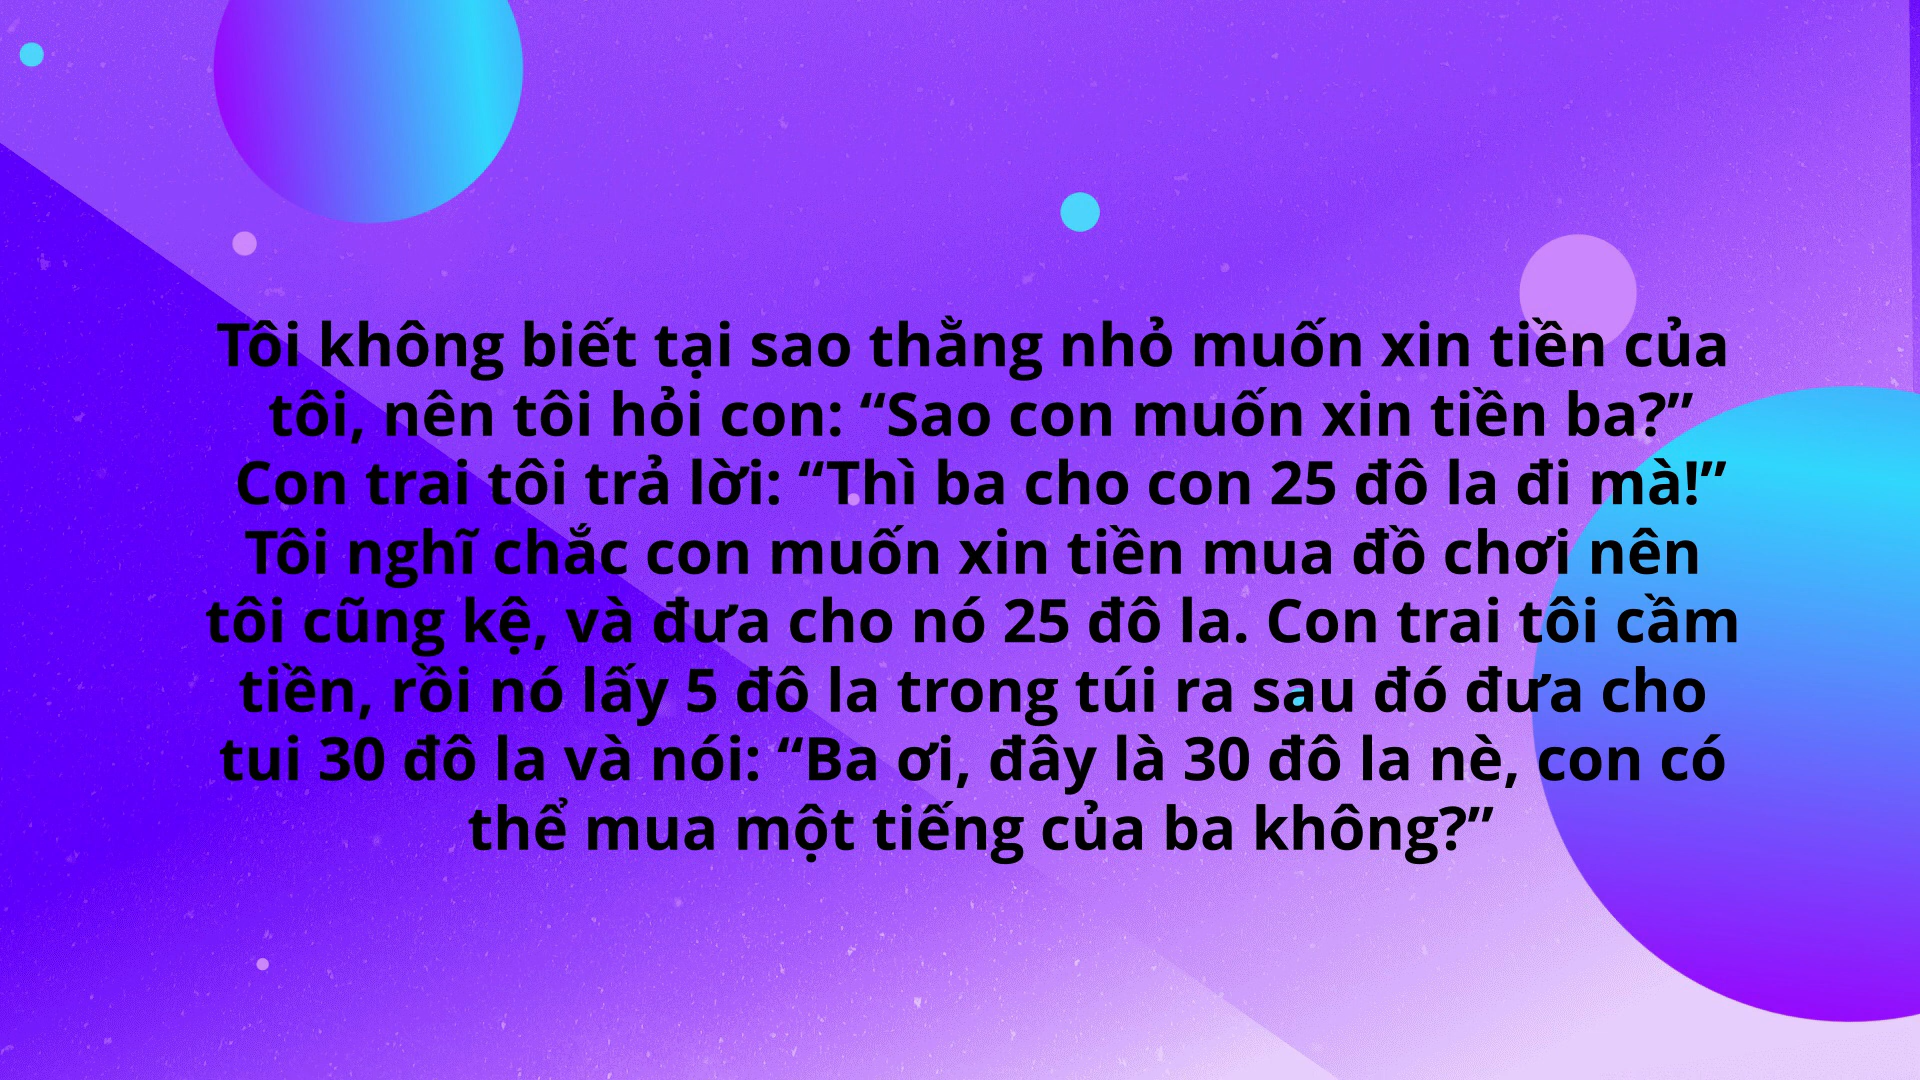 Tôi không biết tại sao thằng nhỏ muốn xin tiền của
tôi, nên tôi hỏi con: “Sao con muốn xin tiền ba?”
Con trai tôi trả lời: “Thì ba cho con 25 đô la đi mà!”
Tôi nghĩ chắc con muốn xin tiền mua đồ chơi nên
tôi cũng kệ, và đưa cho nó 25 đô la. Con trai tôi cầm
tiền, rồi nó lấy 5 đô la trong túi ra sau đó đưa cho
tui 30 đô la và nói: “Ba ơi, đây là 30 đô la nè, con có
thể mua một tiếng của ba không?”